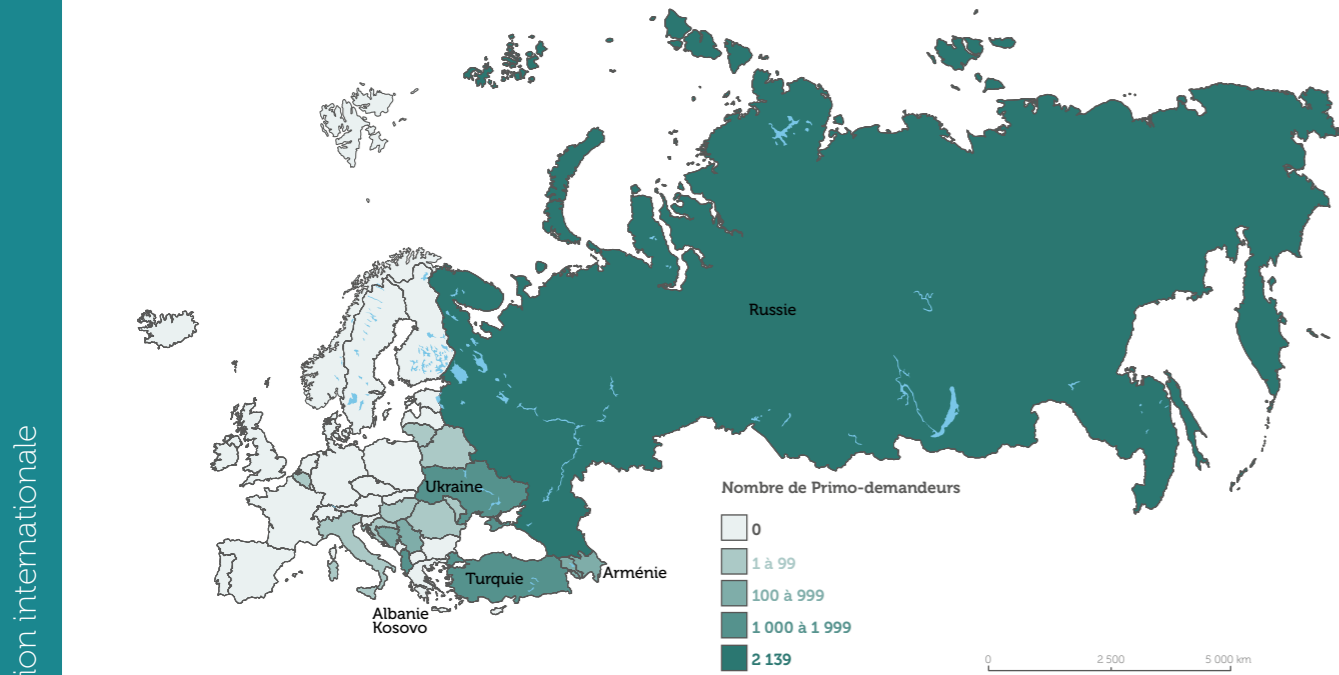 ion internationale
Russie
Ukraine
Turquie
Arménie
Albanie
Kosovo
Nombre de Primo-demandeurs
0
1 à 99
100 à 999
1 000 à 1 999
2 139
0 2 500 5 000 km